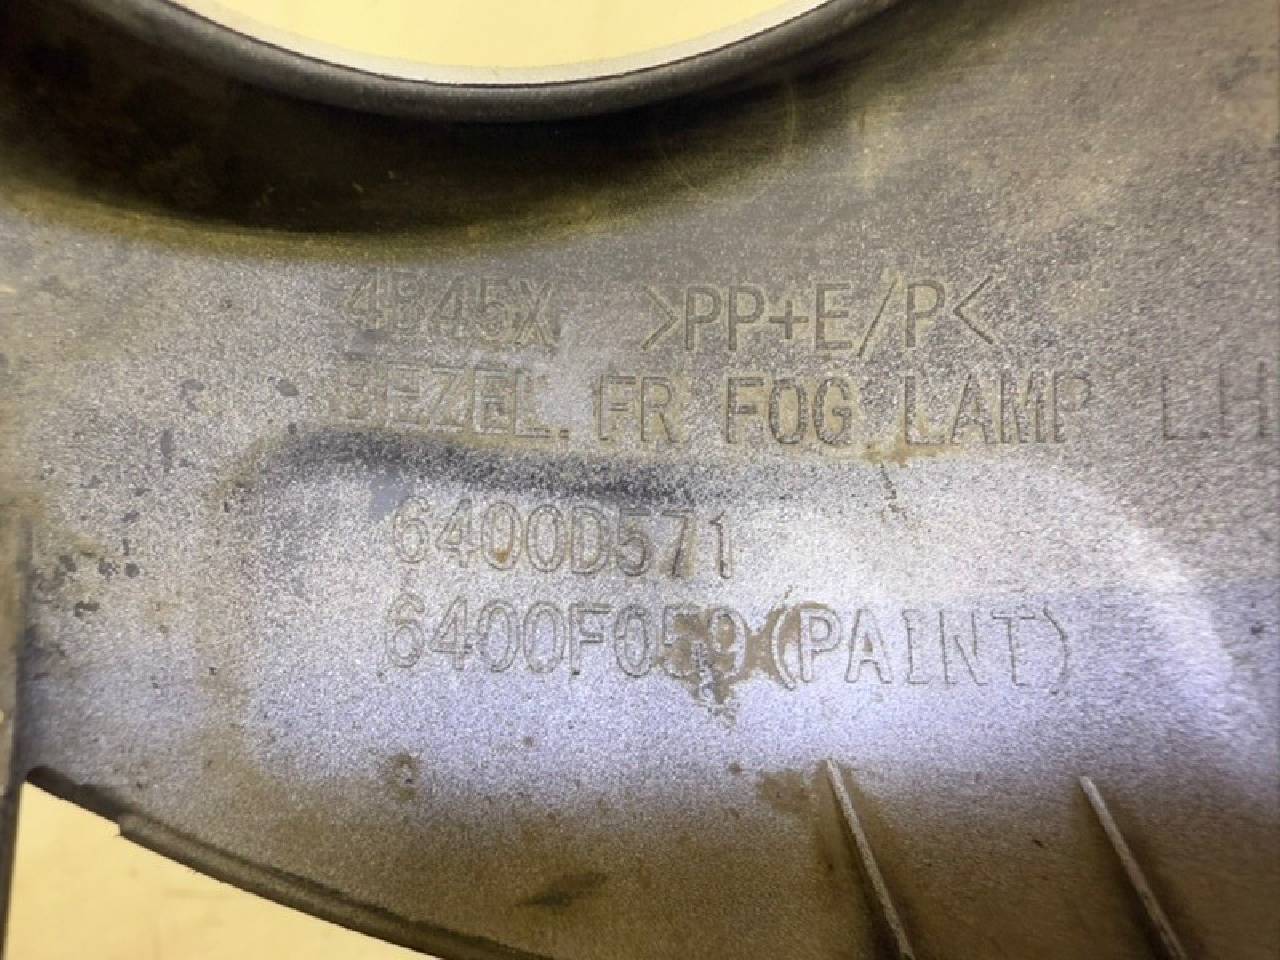 4B45X >PP+E/P<
BEZEL. FR FOG LAMP LH
6400D571
6400F059(PAINT)